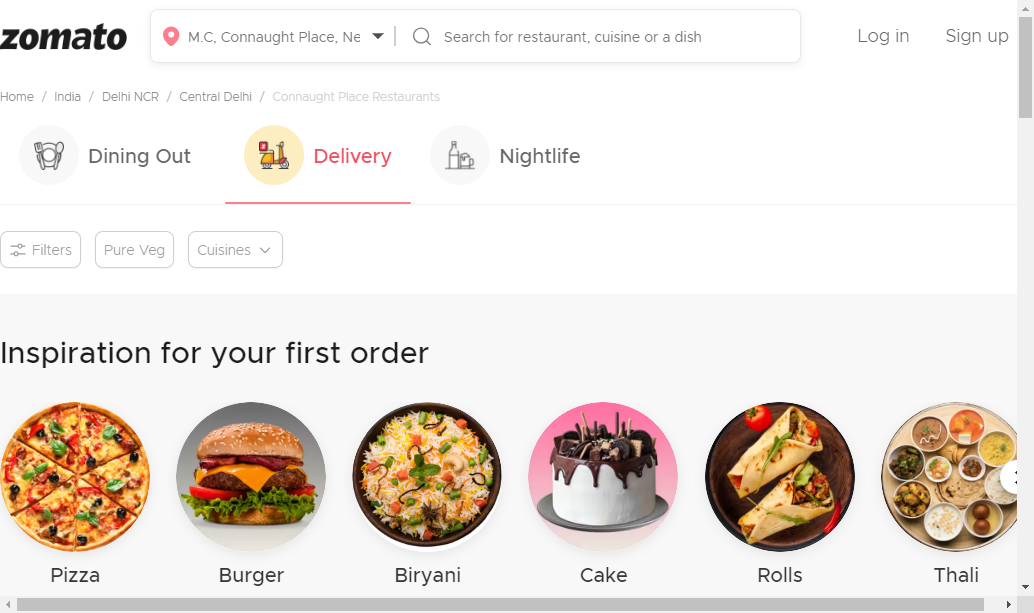 zomato
M.C, Connaught Place, Ne
Search for restaurant, cuisine or a dish
Log in
Sign up
Home / India / Delhi NCR / Central Delhi / Connaught Place Restaurants
Dining Out
Delivery
Nightlife
Filters
Pure Veg
Cuisines
Inspiration for your first order
Pizza
Burger
Biryani
Cake
Rolls
Thali